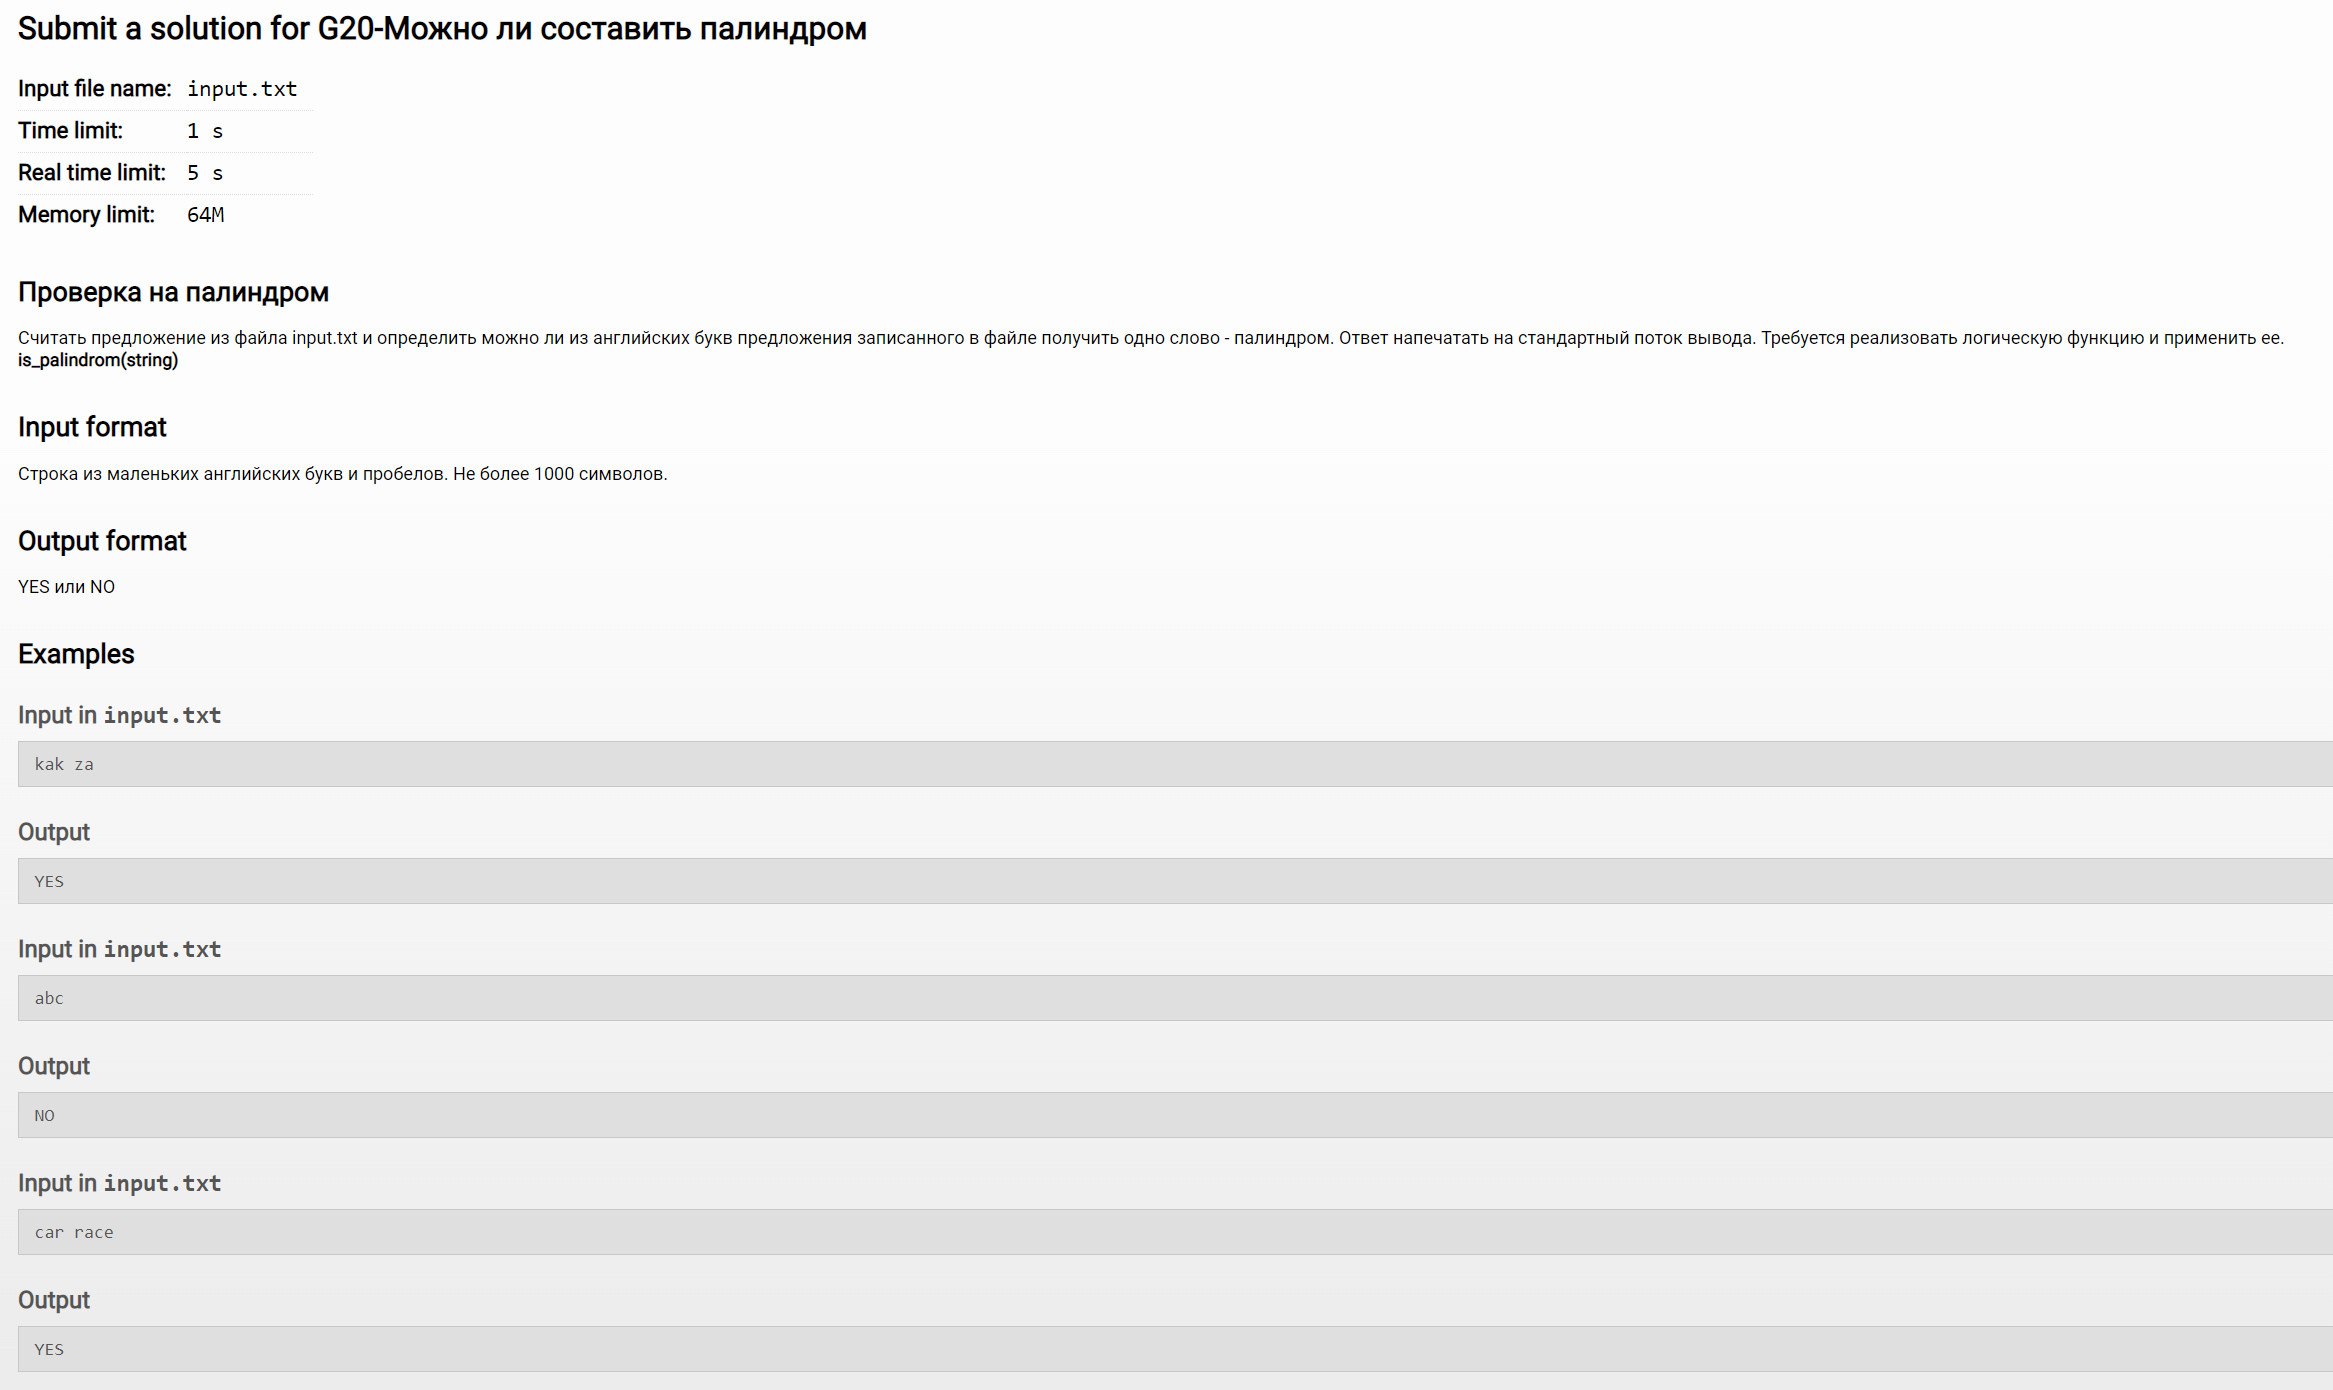 Submit a solution for G20-Можно ли составить палиндром
Input file name: input.txt
Time limit: 1 s
Real time limit: 5 s
Memory limit: 64M
Проверка на палиндром
Считать предложение из файла input.txt и определить можно ли из английских букв предложения записанного в файле получить одно слово - палиндром. Ответ напечатать на стандартный поток вывода. Требуется реализовать логическую функцию и применить ее.
is_palindrom(string)
Input format
Строка из маленьких английских букв и пробелов. Не более 1000 символов.
Output format
YES или NO
Examples
Input in input.txt
kak za
Output
YES
Input in input.txt
abc
Output
NO
Input in input.txt
car race
Output
YES